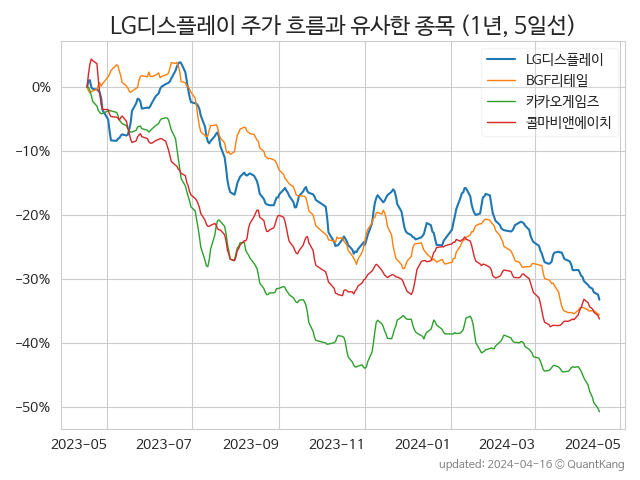 LG디스플레이 주가 흐름과 유사한 종목 (1년, 5일선)
LG디스플레이
BGF리테일
카카오게임즈
콜마비앤에이치
0%
−10%
−20%
−30%
−40%
−50%
2023-05 2023-07 2023-09 2023-11 2024-01 2024-03 2024-05
updated: 2024-04-16 © QuantKang